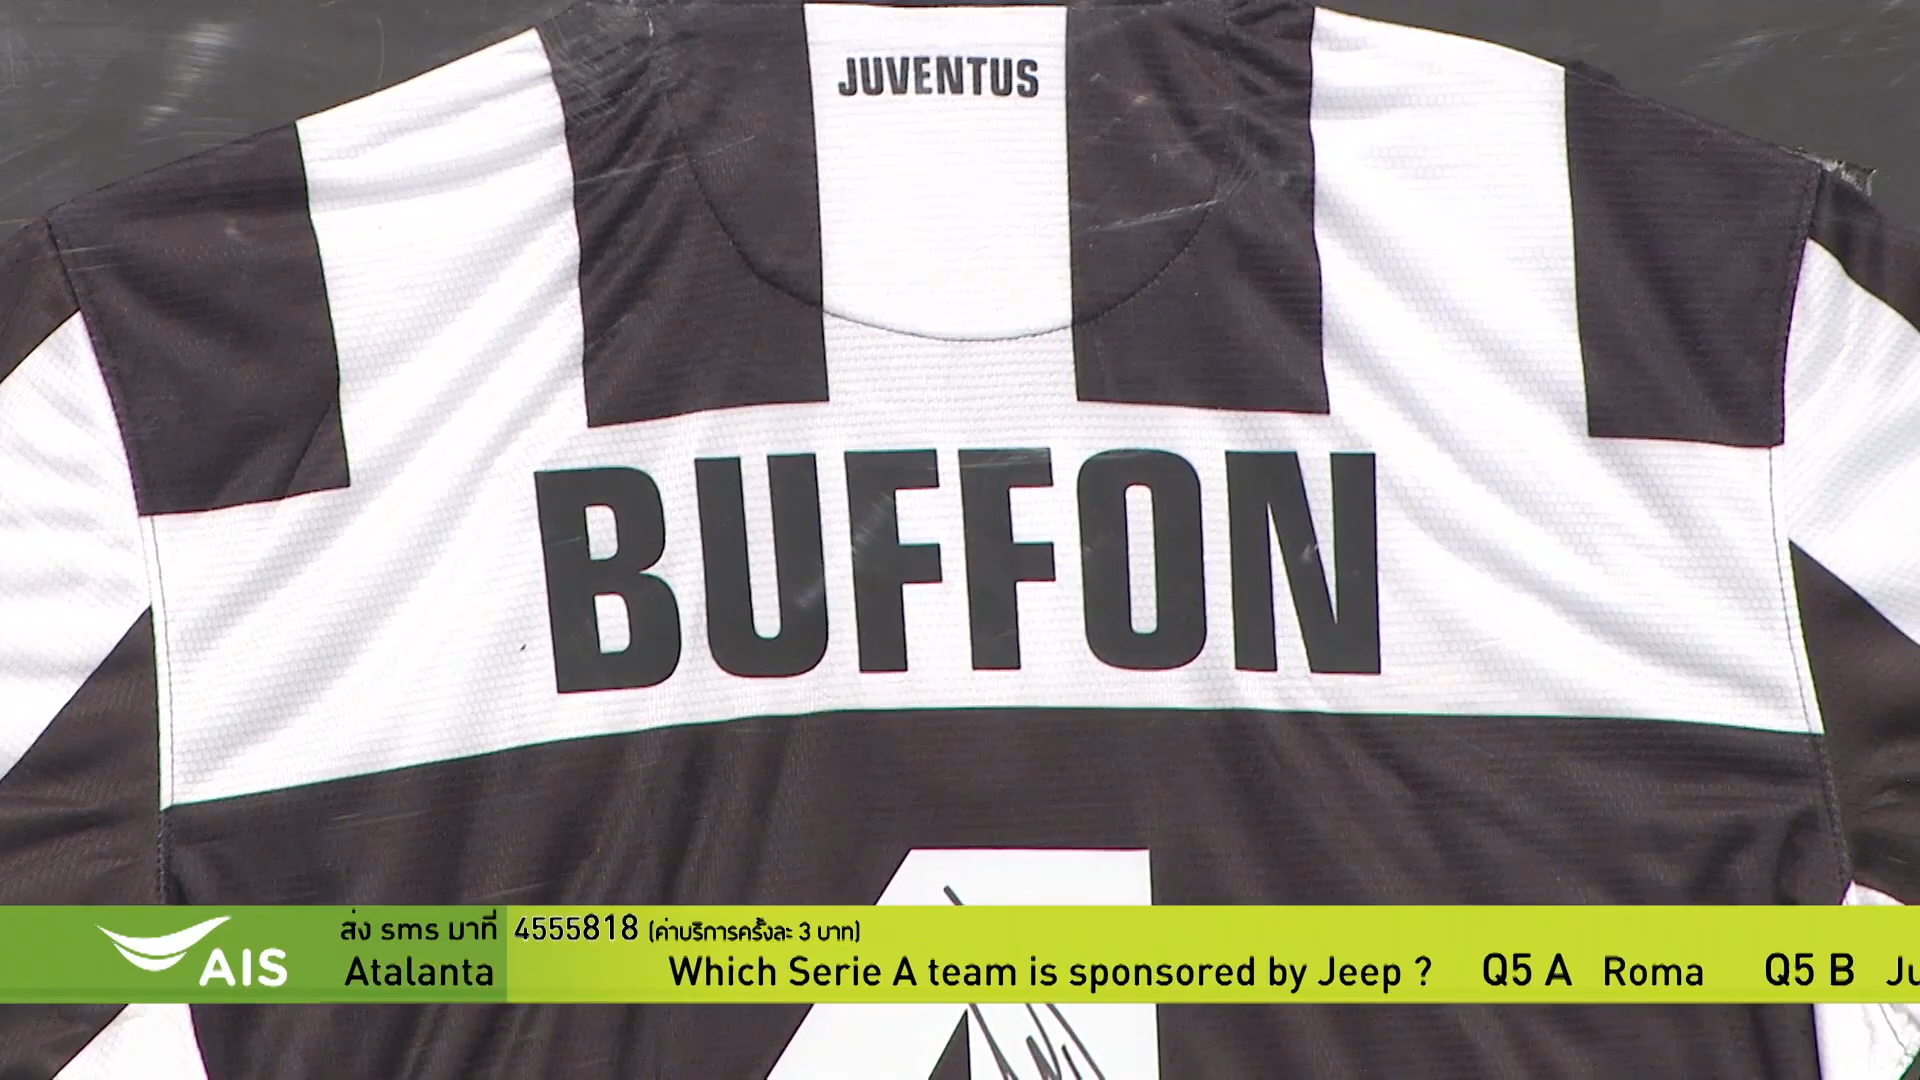 JUVENTUS
BUFFON
AIS
ส่ง sms มาที่ 4555818 (ค่าบริการครั้งละ 3 บาท)
Atalanta Which Serie A team is sponsored by Jeep ? Q5 A Roma Q5 B Ju